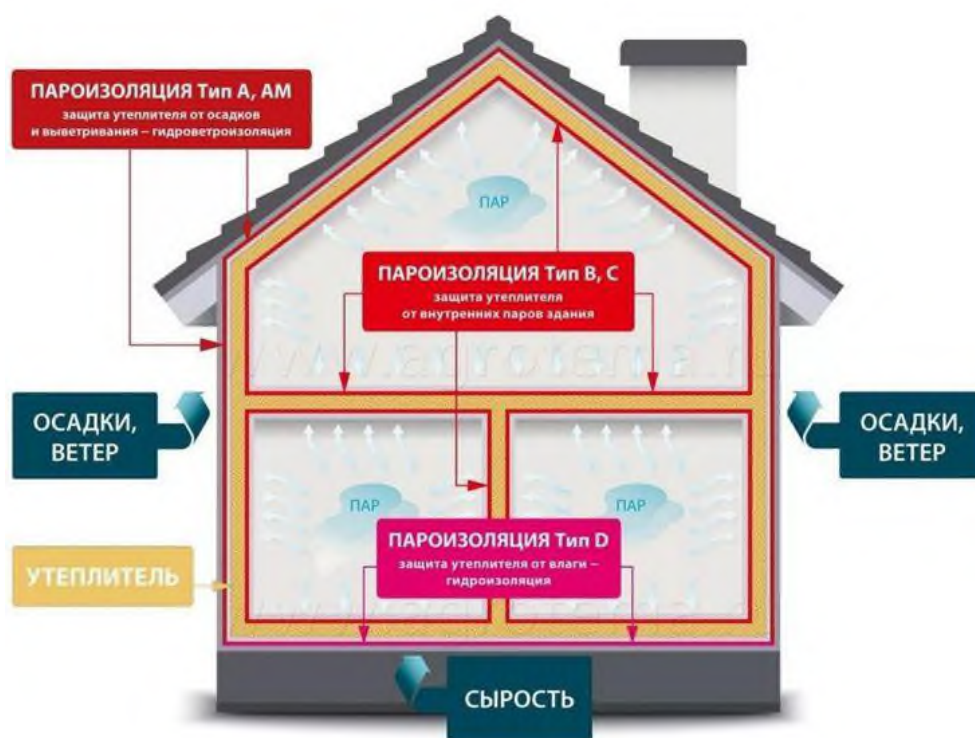 ПАРОИЗОЛЯЦИЯ Тип А, АМ
защита утеплителя от осадков
и выветривания – гидроветроизоляция
ПАР
ПАРОИЗОЛЯЦИЯ Тип В, С
защита утеплителя
от внутренних паров здания
ОСАДКИ,
ВЕТЕР
ОСАДКИ,
ВЕТЕР
ПАР
ПАР
ПАРОИЗОЛЯЦИЯ Тип D
защита утеплителя от влаги –
гидроизоляция
УТЕПЛИТЕЛЬ
СЫРОСТЬ